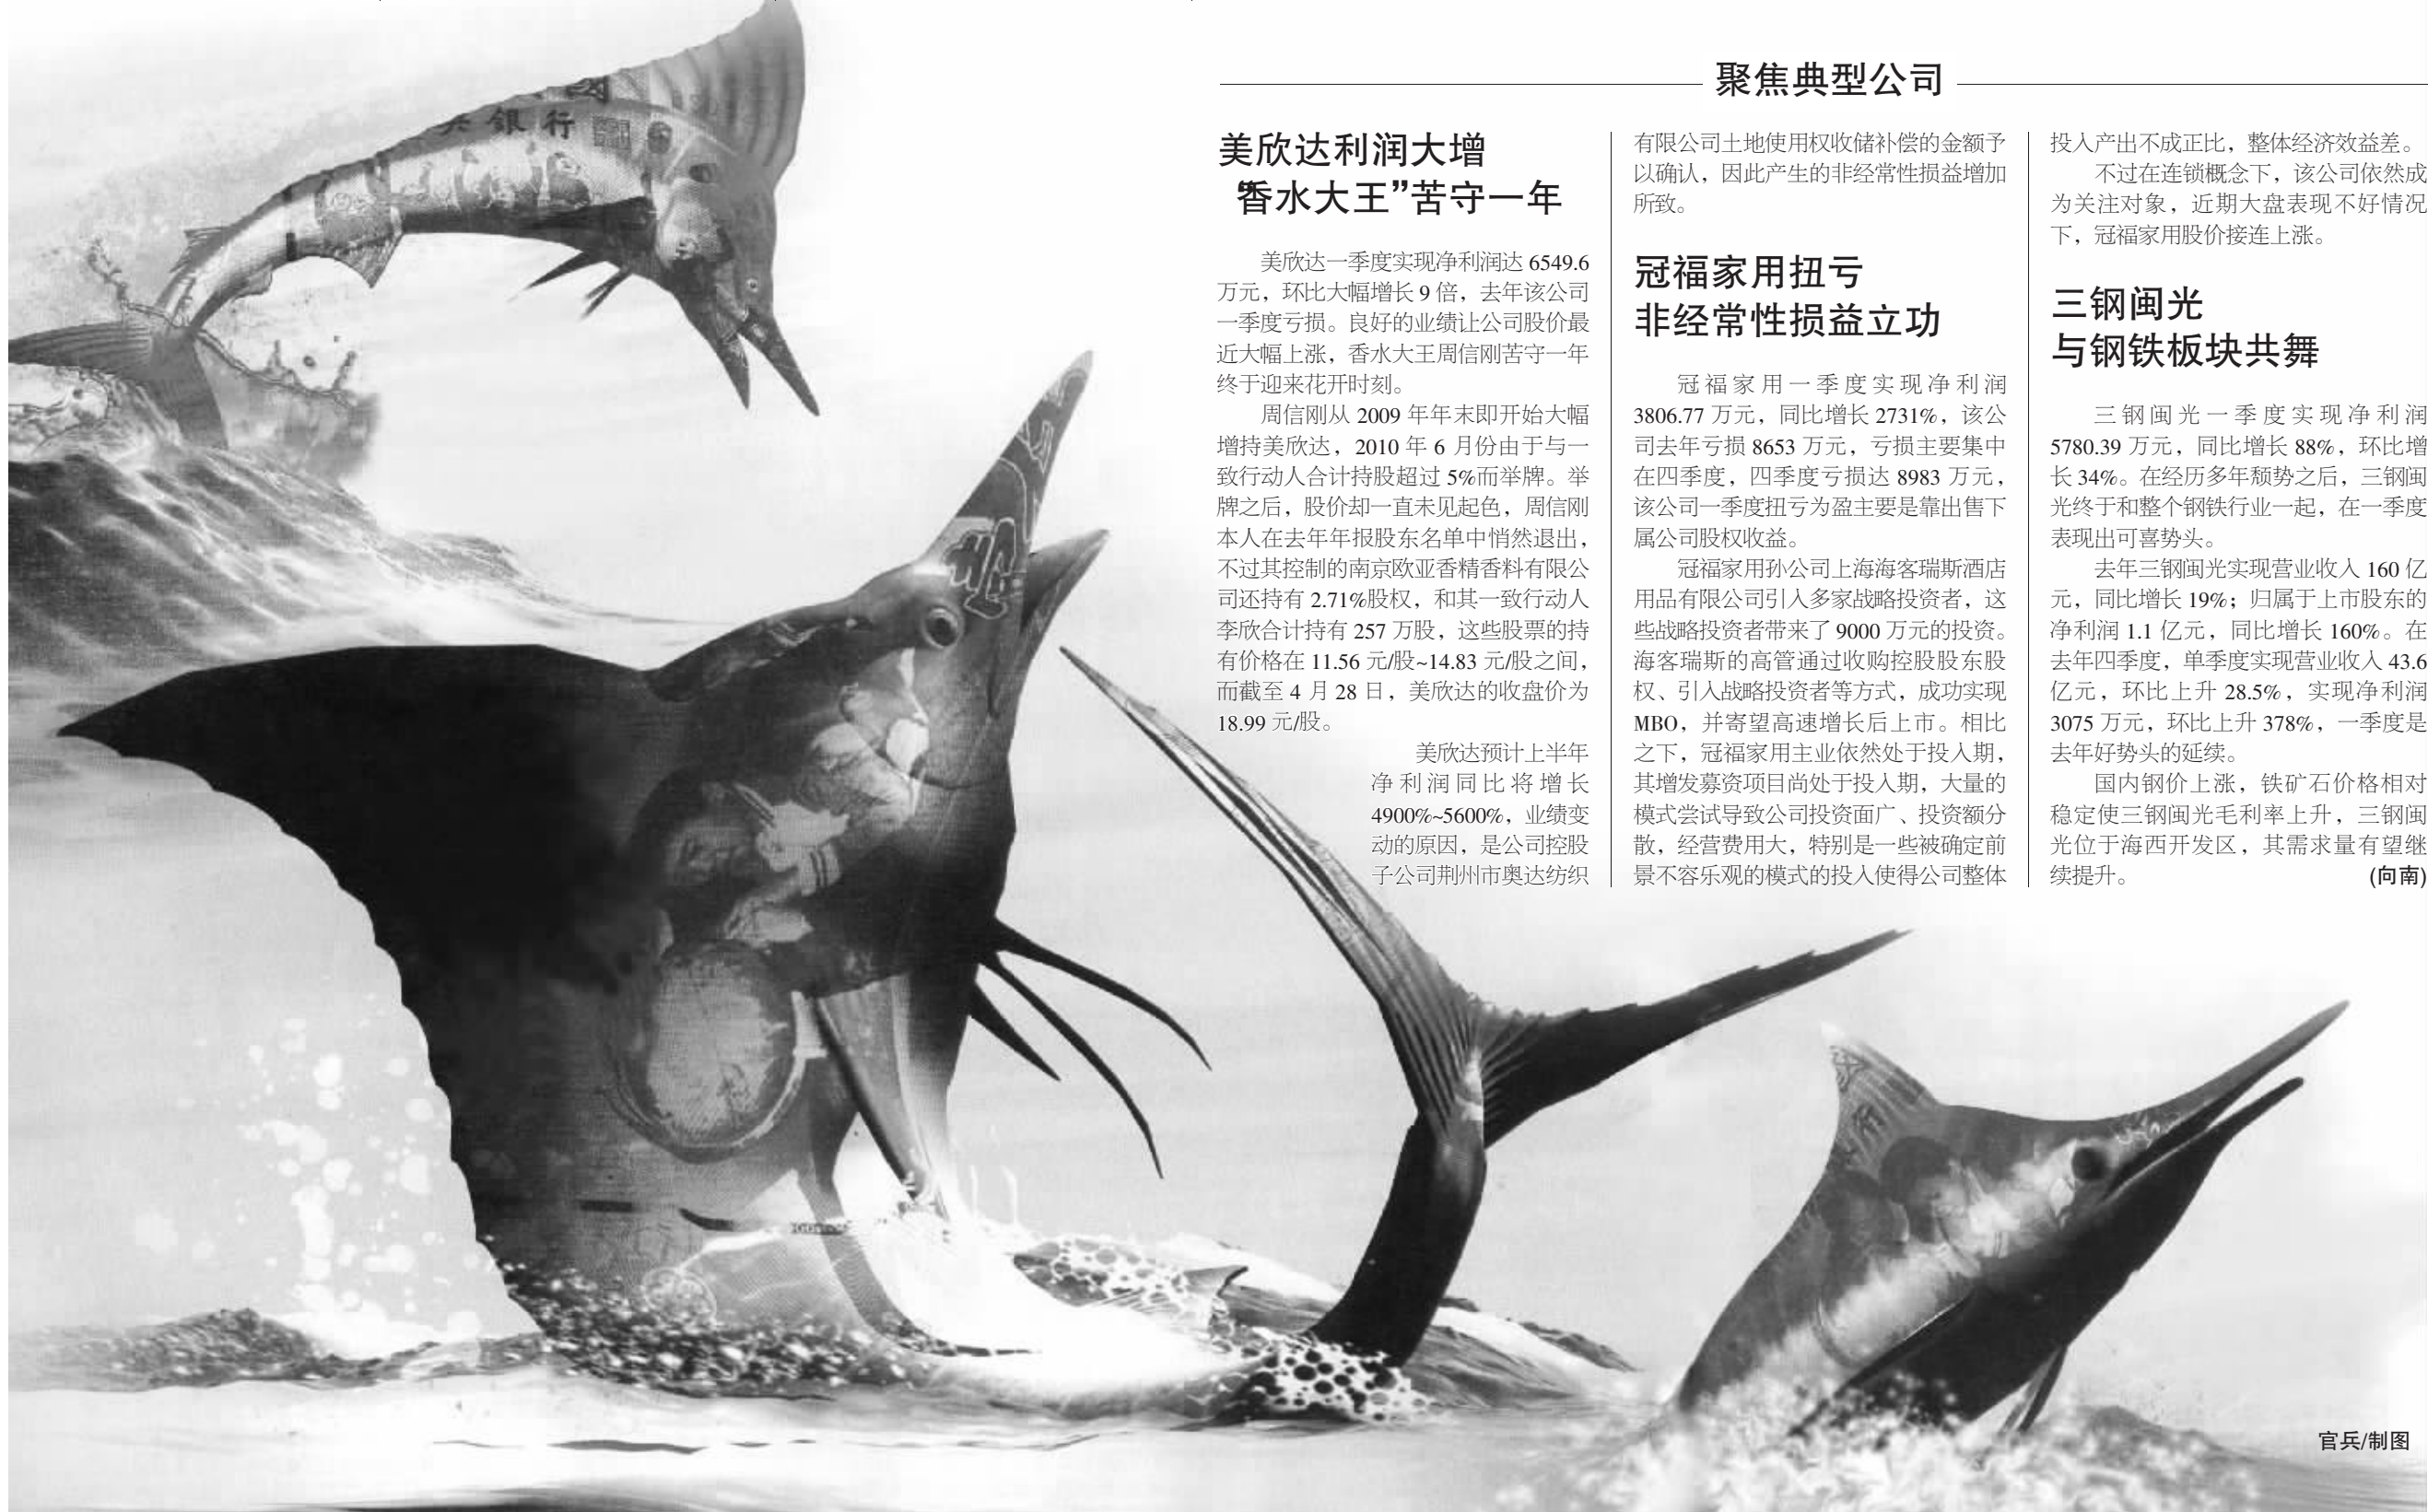 聚焦典型公司
美欣达利润大增
“香水大王”苦守一年
美欣达一季度实现净利润达 6549.6
万元，环比大幅增长 9 倍，去年该公司
一季度亏损。良好的业绩让公司股价最
近大幅上涨，香水大王周信刚苦守一年
终于迎来花开时刻。
周信刚从 2009 年年末即开始大幅
增持美欣达，2010 年 6 月份由于与一
致行动人合计持股超过 5%而举牌。举
牌之后，股价却一直未见起色，周信刚
本人在去年年报股东名单中悄然退出，
不过其控制的南京欧亚香精香料有限公
司还持有 2.71%股权，和其一致行动人
李欣合计持有 257 万股，这些股票的持
有价格在 11.56 元/股~14.83 元/股之间，
而截至 4 月 28 日，美欣达的收盘价为
18.99 元/股。
美欣达预计上半年
净利润同比将增长
4900%~5600%，业绩变
动的原因，是公司控股
子公司荆州市奥达纺织
有限公司土地使用权收储补偿的金额予
以确认，因此产生的非经常性损益增加
所致。
冠福家用扭亏
非经常性损益立功
冠福家用一季度实现净利润
3806.77 万元，同比增长 2731%，该公
司去年亏损 8653 万元，亏损主要集中
在四季度，四季度亏损达 8983 万元，
该公司一季度扭亏为盈主要是靠出售下
属公司股权收益。
冠福家用孙公司上海海客瑞斯酒店
用品有限公司引入多家战略投资者，这
些战略投资者带来了 9000 万元的投资。
海客瑞斯的高管通过收购控股股东股
权、引入战略投资者等方式，成功实现
MBO，并寄望高速增长后上市。相比
之下，冠福家用主业依然处于投入期，
其增发募资项目尚处于投入期，大量的
模式尝试导致公司投资面广、投资额分
散，经营费用大，特别是一些被确定前
景不容乐观的模式的投入使得公司整体
投入产出不成正比，整体经济效益差。
不过在连锁概念下，该公司依然成
为关注对象，近期大盘表现不好情况
下，冠福家用股价接连上涨。
三钢闽光
与钢铁板块共舞
三钢闽光一季度实现净利润
5780.39 万元，同比增长 88%，环比增
长 34%。在经历多年颓势之后，三钢闽
光终于和整个钢铁行业一起，在一季度
表现出可喜势头。
去年三钢闽光实现营业收入 160 亿
元，同比增长 19%；归属于上市股东的
净利润 1.1 亿元，同比增长 160%。在
去年四季度，单季度实现营业收入 43.6
亿元，环比上升 28.5%，实现净利润
3075 万元，环比上升 378%，一季度是
去年好势头的延续。
国内钢价上涨，铁矿石价格相对
稳定使三钢闽光毛利率上升，三钢闽
光位于海西开发区，其需求量有望继
续提升。 (向南)
官兵/制图
银行